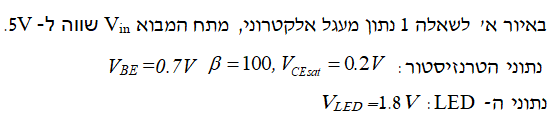 באיור א' לשאלה 1 נתון מעגל אלקטרוני, מתח המבוא Vin שווה ל- 5V.
נתוני הטרנזיסטור: VBE=0.7V β=100, VCEsat=0.2V
נתוני ה- LED: VLED=1.8V